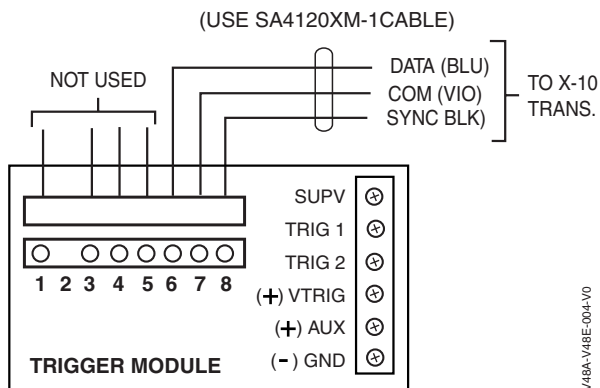 (USE SA4120XM-1CABLE)
DATA (BLU)
NOT USED
COM (VIO)
TO X-10
TRANS.
SYNC BLK)
SUPV
TRIG 1
TRIG 2
(+) VTRIG
(+) AUX
(-) GND
1 2 3 4 5 6 7 8
TRIGGER MODULE
V48A-V48E-004-V0